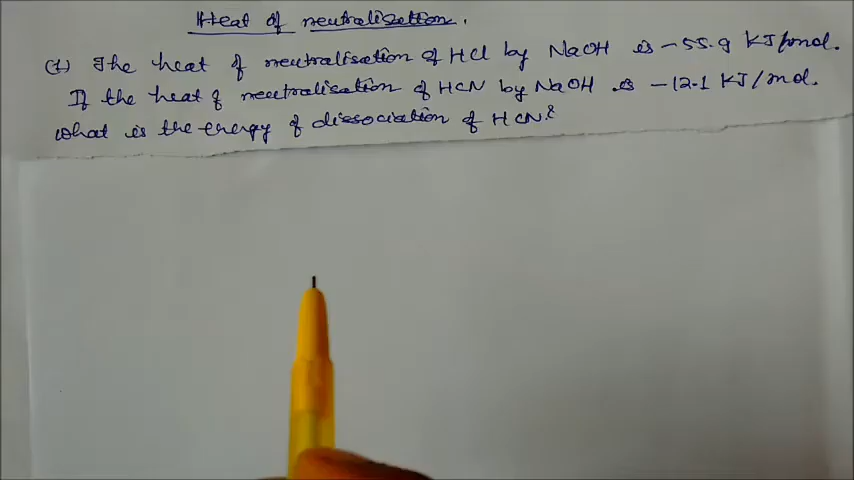 Heat of neutralisation.
(1) The heat of neutralisation of HCl by NaOH is -55.9 KJ/mol.
If the heat of neutralisation of HCN by NaOH is -12.1 KJ/mol.
what is the energy of dissociation of HCN?